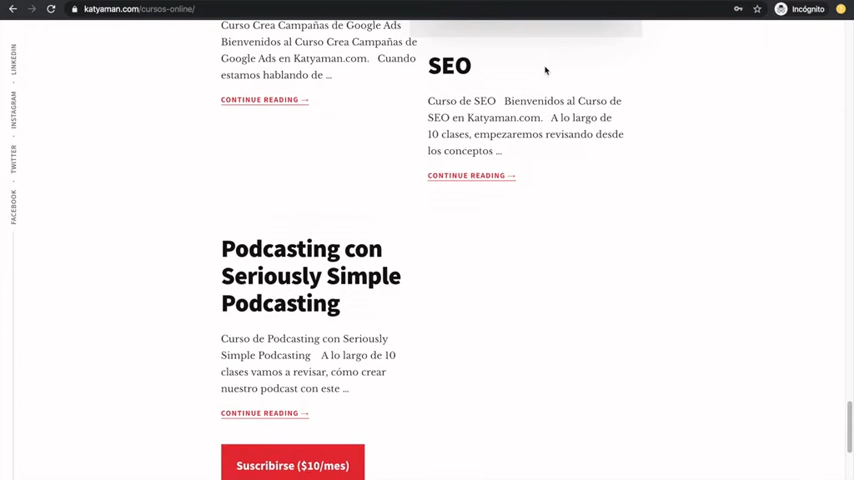 katyaman.com/cursos-online/
Incógnito
LINKEDIN
INSTAGRAM
TWITTER
FACEBOOK
Curso Crea Campañas de Google Ads
Bienvenidos al Curso Crea Campañas de
Google Ads en Katyaman.com. Cuando
estamos hablando de ...
CONTINUE READING →
SEO
Curso de SEO Bienvenidos al Curso de
SEO en Katyaman.com. A lo largo de
10 clases, empezaremos revisando desde
los conceptos ...
CONTINUE READING →
Podcasting con
Seriously Simple
Podcasting
Curso de Podcasting con Seriously
Simple Podcasting A lo largo de 10
clases vamos a revisar, cómo crear
nuestro podcast con este ...
CONTINUE READING →
Suscribirse ($10/mes)